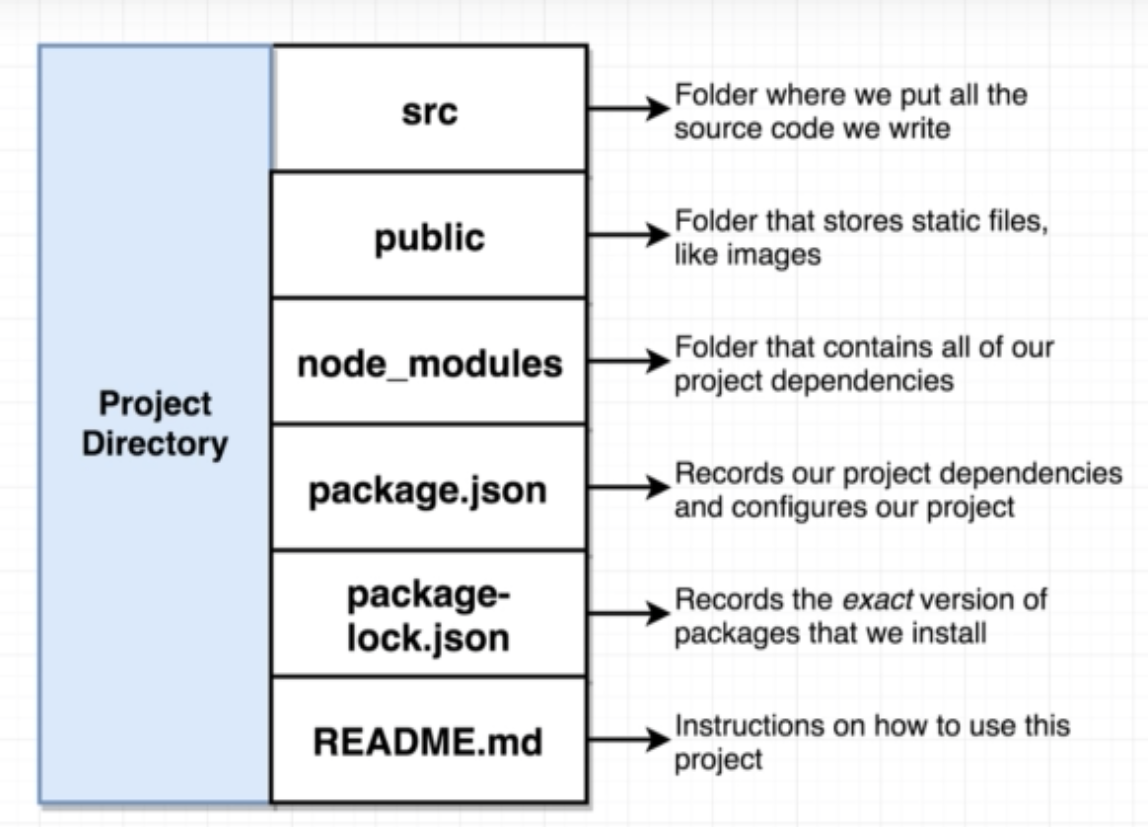 Project
Directory
src
Folder where we put all the
source code we write
public
Folder that stores static files,
like images
node_modules
Folder that contains all of our
project dependencies
package.json
Records our project dependencies
and configures our project
package-
lock.json
Records the exact version of
packages that we install
README.md
Instructions on how to use this
project